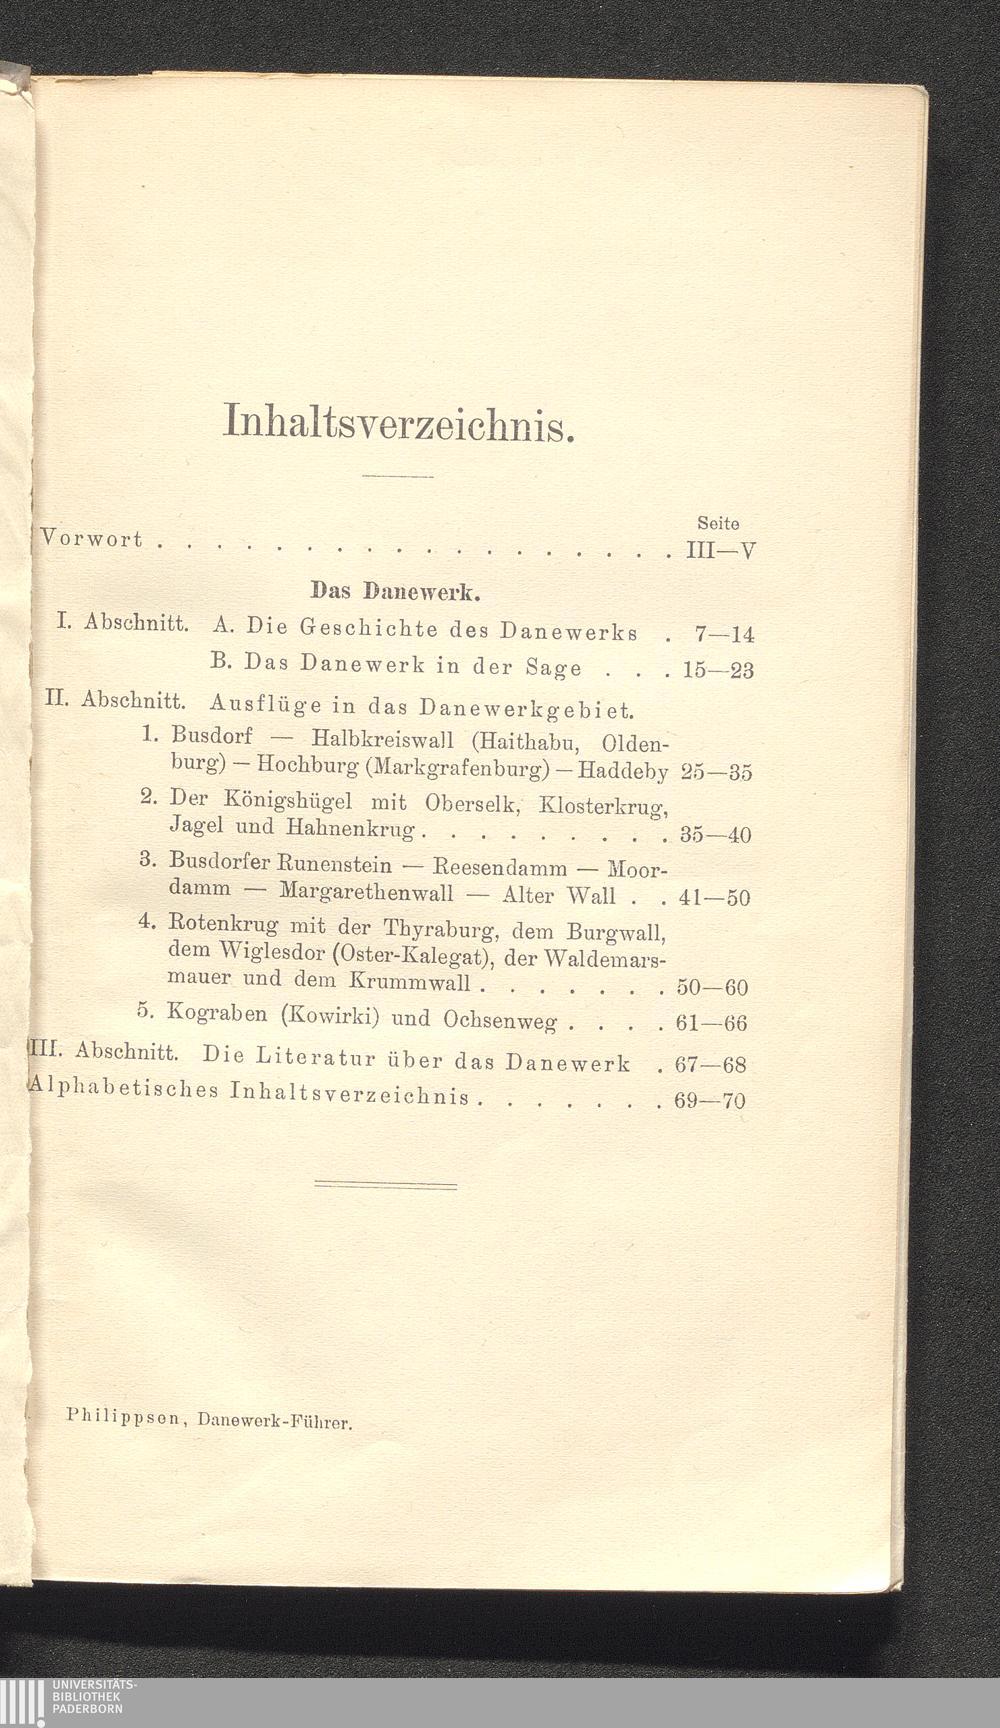 Inhaltsverzeichnis.
Seite
Vorwort . . . . . . . . . . . . . . . . . . III—V
Das Danewerk.
I. Abschnitt. A. Die Geschichte des Danewerks . 7—14
B. Das Danewerk in der Sage . . . 15—23
II. Abschnitt. Ausflüge in das Danewerkgebiet.
1. Busdorf — Halbkreiswall (Haithabu, Olden-
burg) — Hochburg (Markgrafenburg) — Haddeby 25—35
2. Der Königshügel mit Oberselk, Klosterkrug,
Jagel und Hahnenkrug . . . . . . . . . 35—40
3. Busdorfer Runenstein — Reesendamm — Moor-
damm — Margarethenwall — Alter Wall . . 41—50
4. Rotenkrug mit der Thyraburg, dem Burgwall,
dem Wiglesdor (Oster-Kalegat), der Waldemars-
mauer und dem Krummwall . . . . . . . 50—60
5. Kograben (Kowirki) und Ochsenweg . . . . 61—66
III. Abschnitt. Die Literatur über das Danewerk . 67—68
Alphabetisches Inhaltsverzeichnis . . . . . . . 69—70
Philippsen, Danewerk-Führer.
UNIVERSITÄTS-
BIBLIOTHEK
PADERBORN